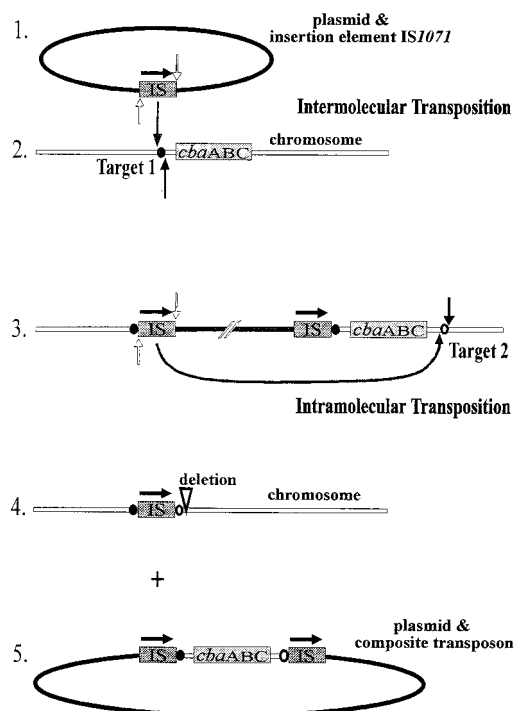 1.
plasmid &
insertion element IS1071
IS
Intermolecular Transposition
2.
chromosome
Target 1
cbaABC
3.
IS
IS
cbaABC
Target 2
Intramolecular Transposition
deletion
4.
IS
chromosome
+
plasmid &
composite transposon
5.
IS
cbaABC
IS